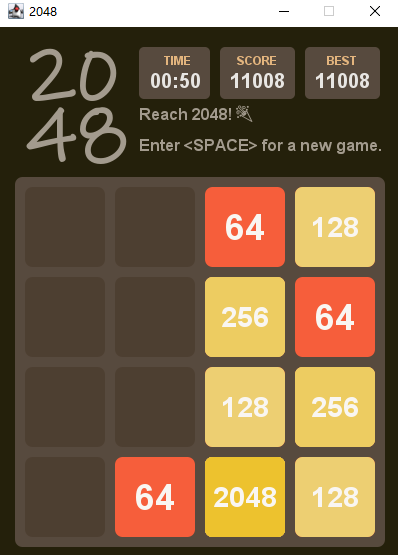 2048
20
48
TIME SCORE BEST
00:50 11008 11008
Reach 2048!
Enter <SPACE> for a new game.
64 128
256 64
128 256
64 2048 128